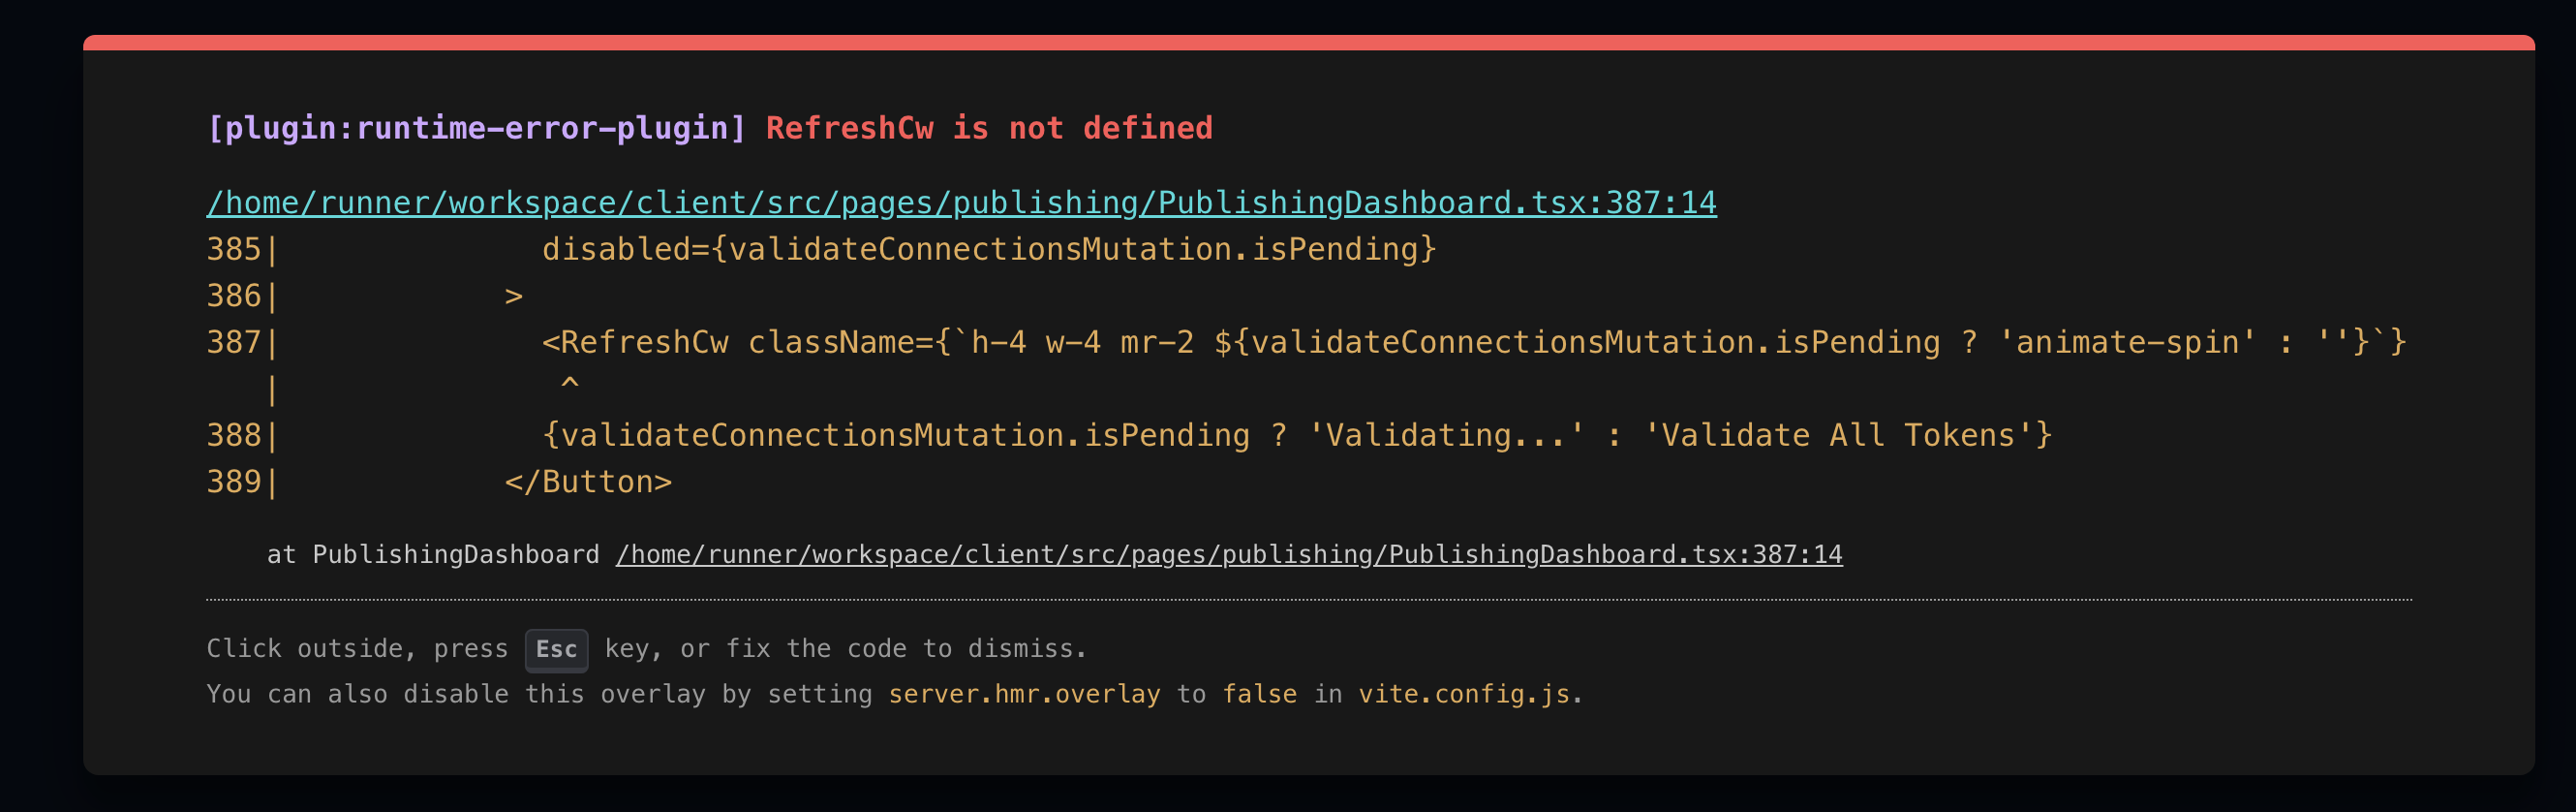 [plugin:runtime-error-plugin] RefreshCw is not defined
/home/runner/workspace/client/src/pages/publishing/PublishingDashboard.tsx:387:14
385|              disabled={validateConnectionsMutation.isPending}
386|            >
387|              <RefreshCw className={`h-4 w-4 mr-2 ${validateConnectionsMutation.isPending ? 'animate-spin' : ''}`}
   |               ^
388|              {validateConnectionsMutation.isPending ? 'Validating...' : 'Validate All Tokens'}
389|            </Button>
    at PublishingDashboard /home/runner/workspace/client/src/pages/publishing/PublishingDashboard.tsx:387:14
Click outside, press Esc key, or fix the code to dismiss.
You can also disable this overlay by setting server.hmr.overlay to false in vite.config.js.